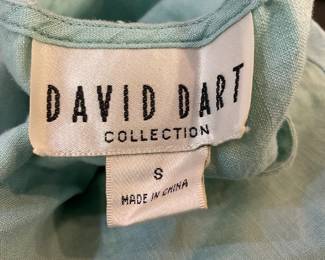 DAVID DART
COLLECTION
S
MADE IN CHINA